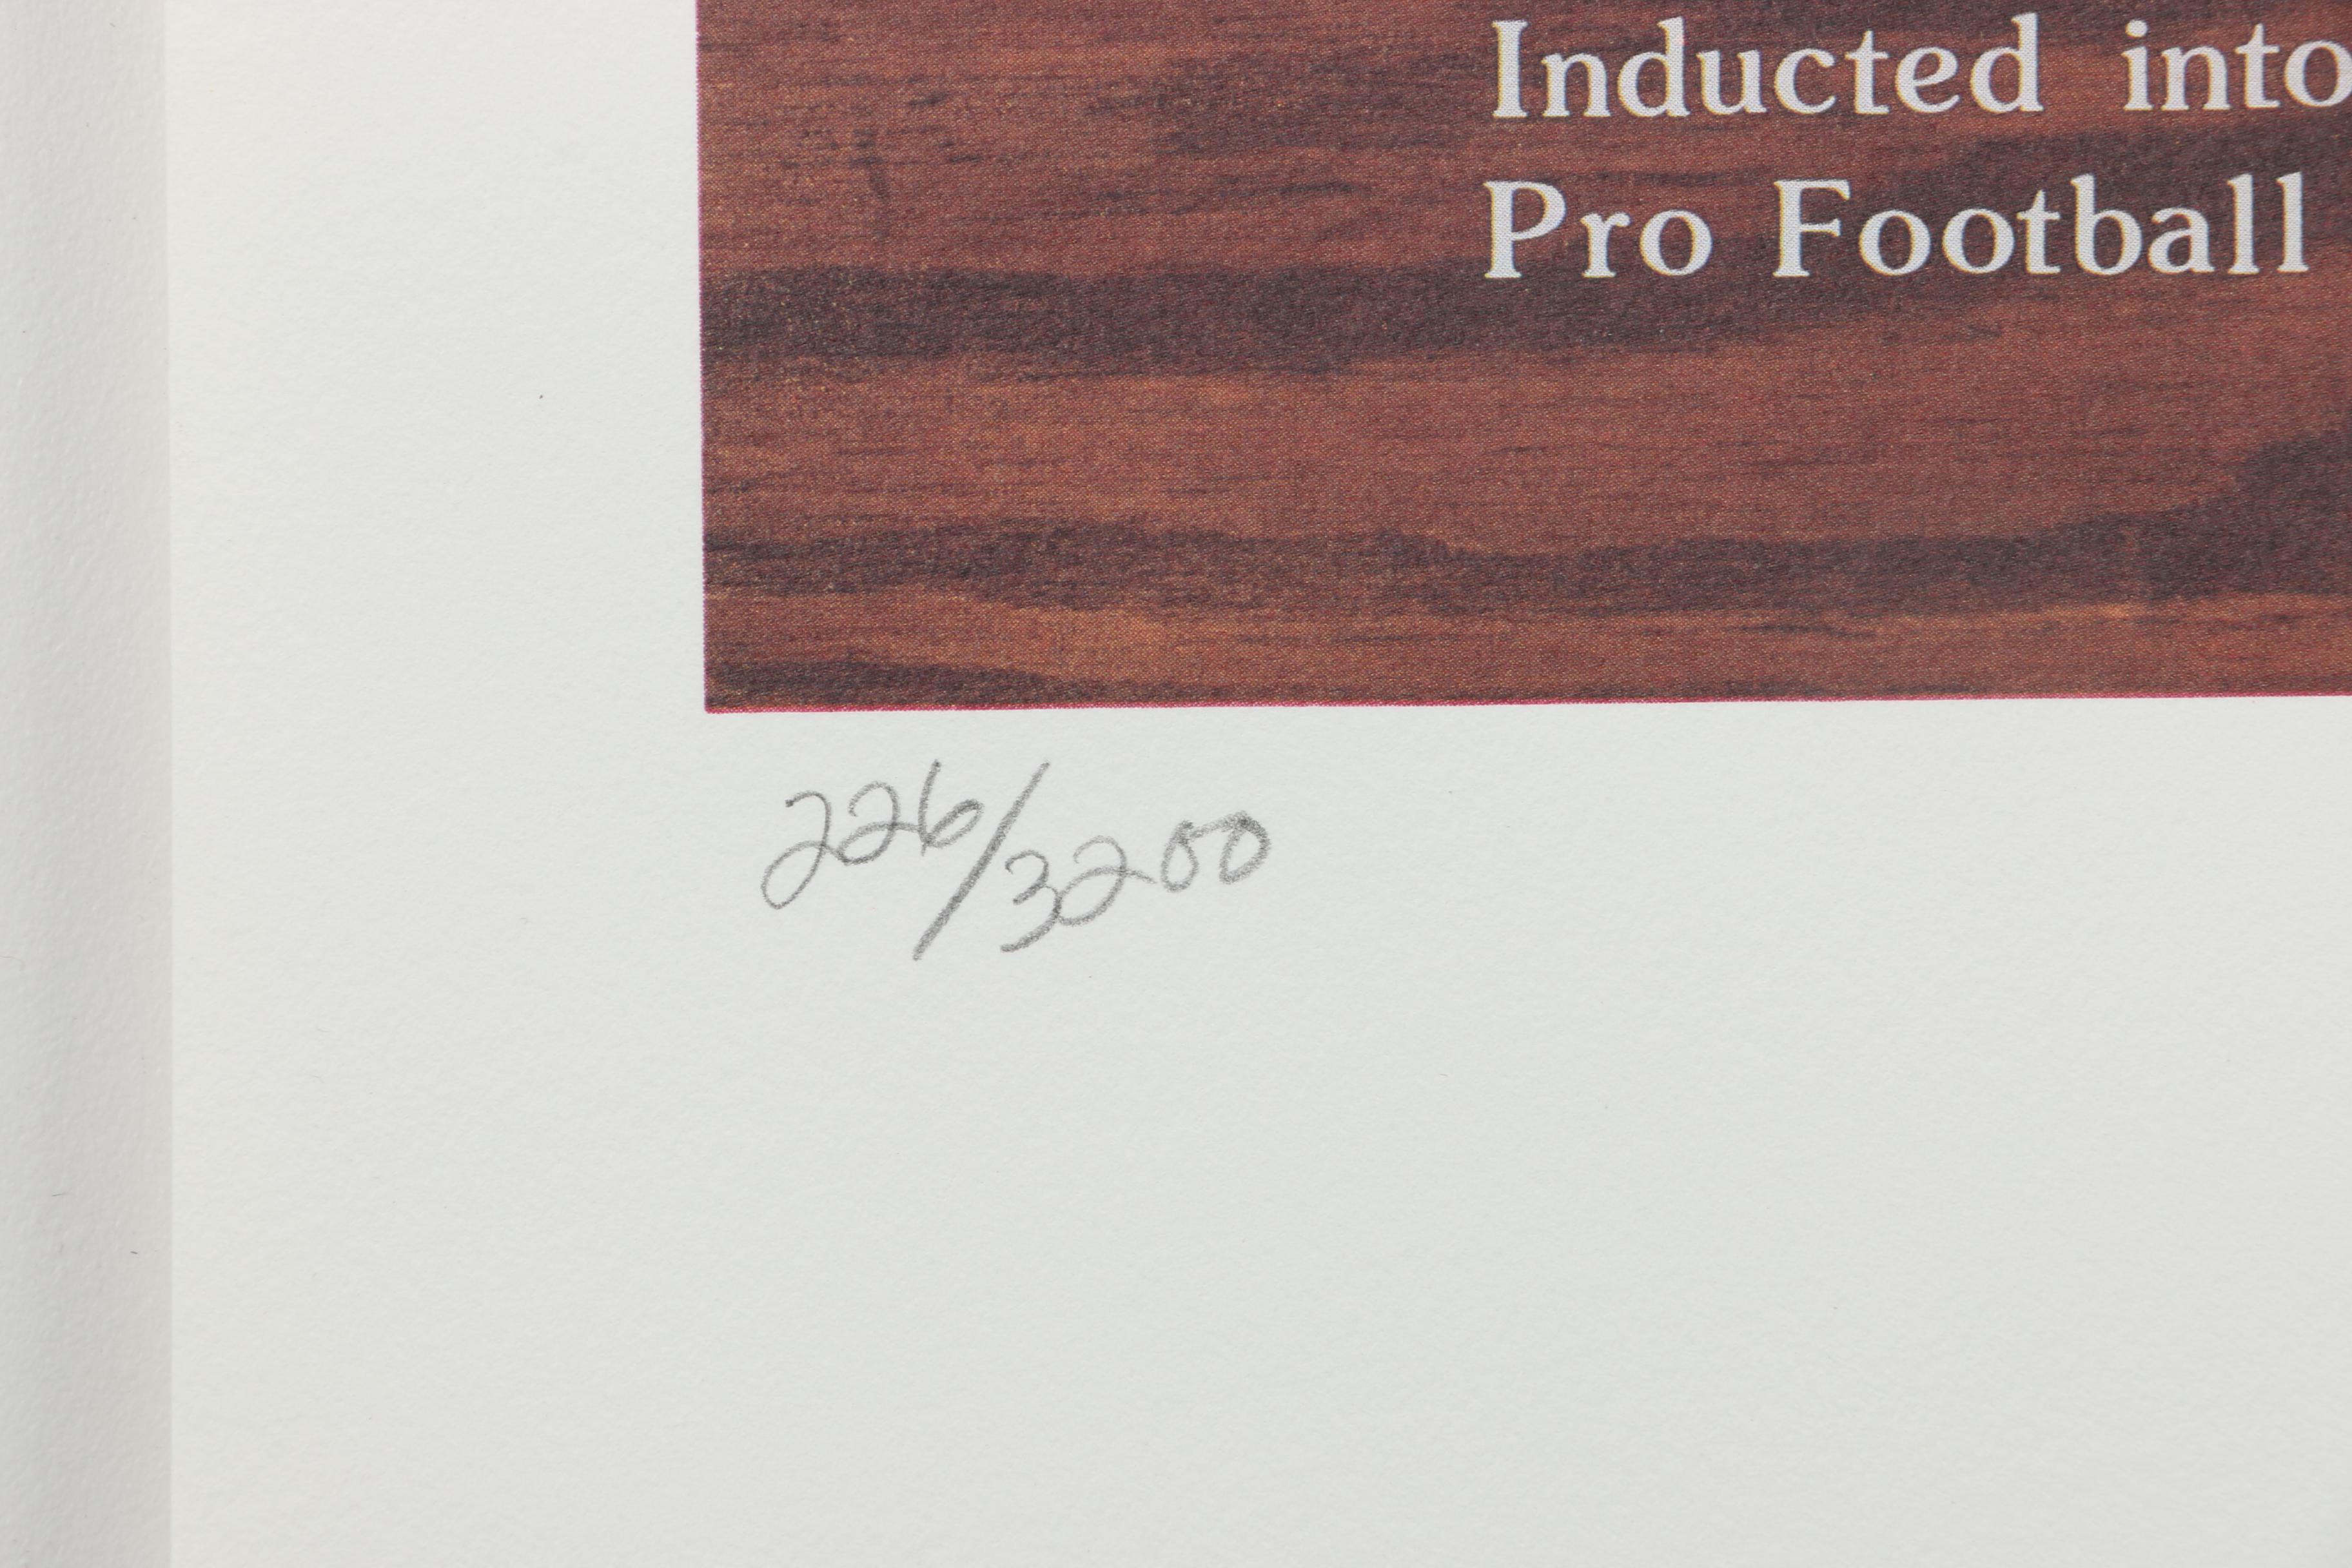 Inducted into
Pro Football
226/3200